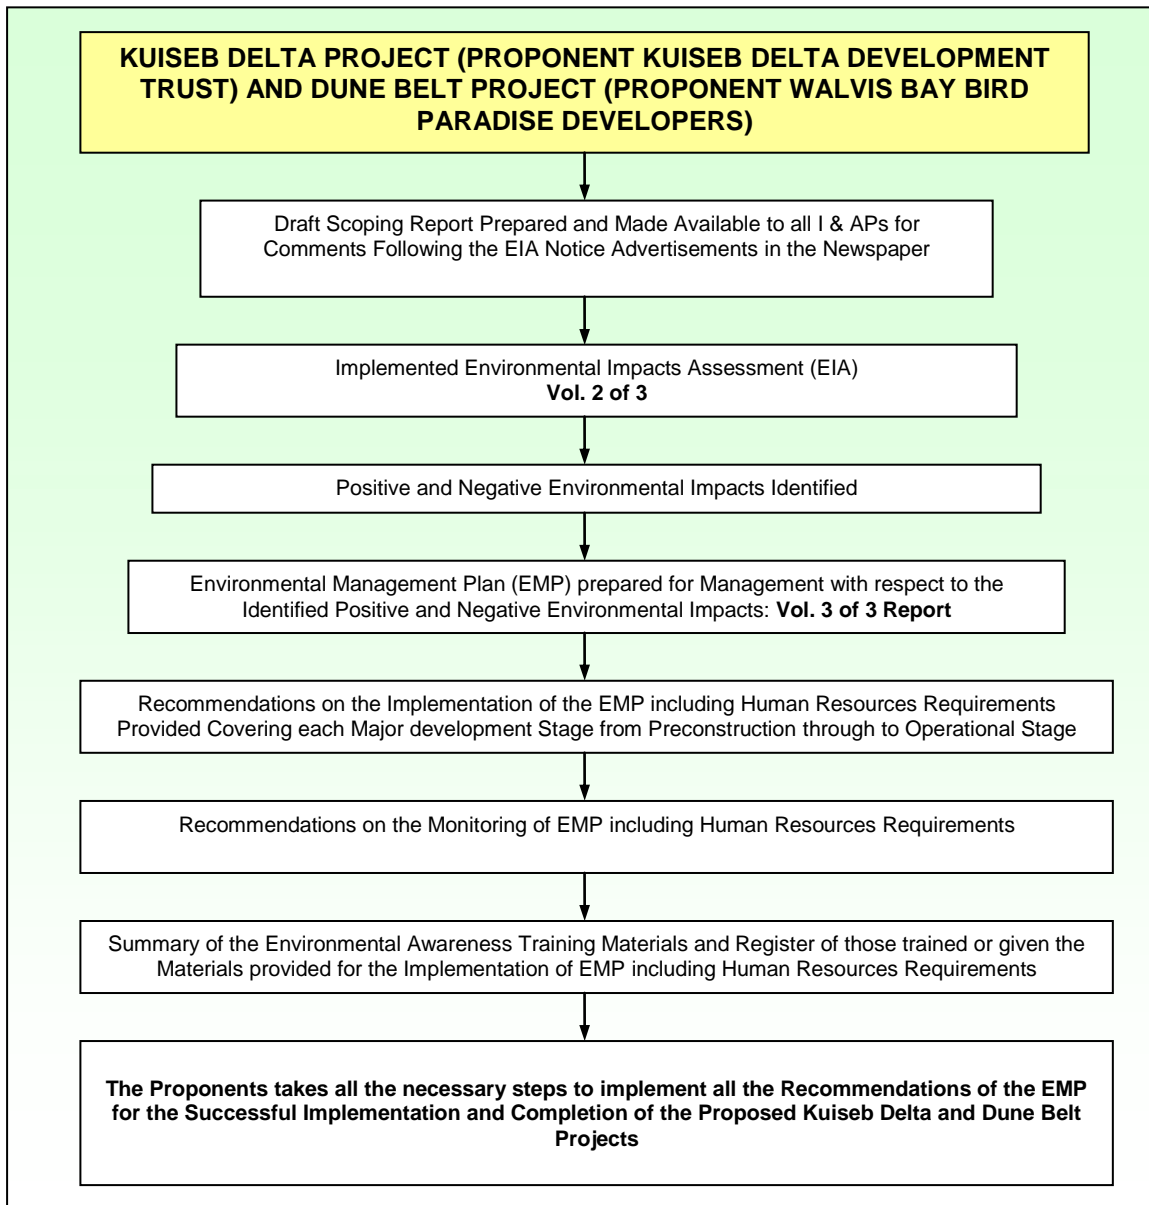 KUISEB DELTA PROJECT (PROPONENT KUISEB DELTA DEVELOPMENT
TRUST) AND DUNE BELT PROJECT (PROPONENT WALVIS BAY BIRD
PARADISE DEVELOPERS)
Draft Scoping Report Prepared and Made Available to all I & APs for
Comments Following the EIA Notice Advertisements in the Newspaper
Implemented Environmental Impacts Assessment (EIA)
Vol. 2 of 3
Positive and Negative Environmental Impacts Identified
Environmental Management Plan (EMP) prepared for Management with respect to the
Identified Positive and Negative Environmental Impacts: Vol. 3 of 3 Report
Recommendations on the Implementation of the EMP including Human Resources Requirements
Provided Covering each Major development Stage from Preconstruction through to Operational Stage
Recommendations on the Monitoring of EMP including Human Resources Requirements
Summary of the Environmental Awareness Training Materials and Register of those trained or given the
Materials provided for the Implementation of EMP including Human Resources Requirements
The Proponents takes all the necessary steps to implement all the Recommendations of the EMP
for the Successful Implementation and Completion of the Proposed Kuiseb Delta and Dune Belt
Projects